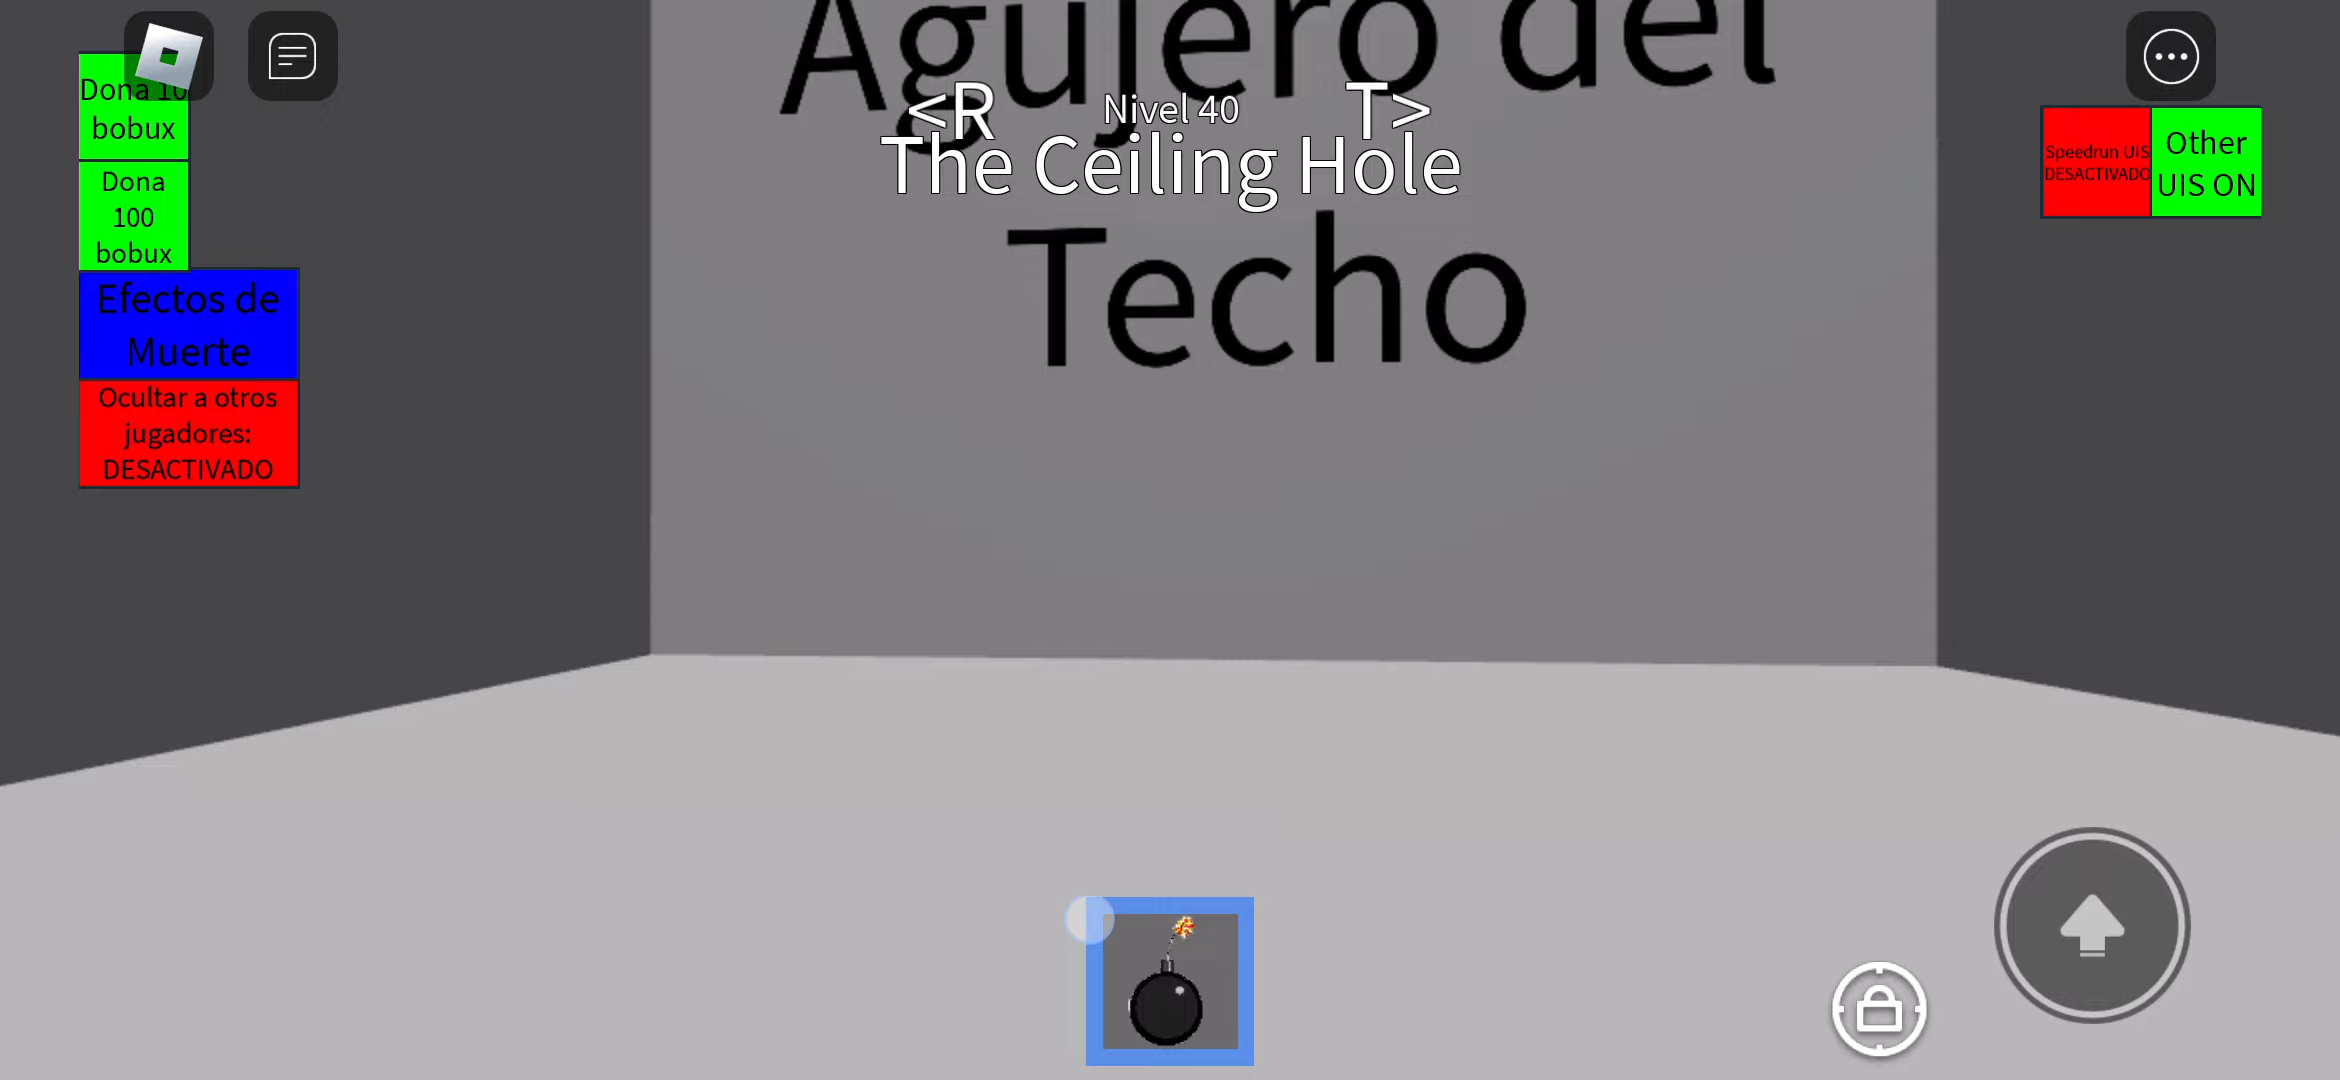 Agujero del
Techo
<R
Nivel 40
T>
The Ceiling Hole
Dona 10
bobux
Dona
100
bobux
Efectos de
Muerte
Ocultar a otros
jugadores:
DESACTIVADO
Speedrun UIS
DESACTIVADO
Other
UIS ON